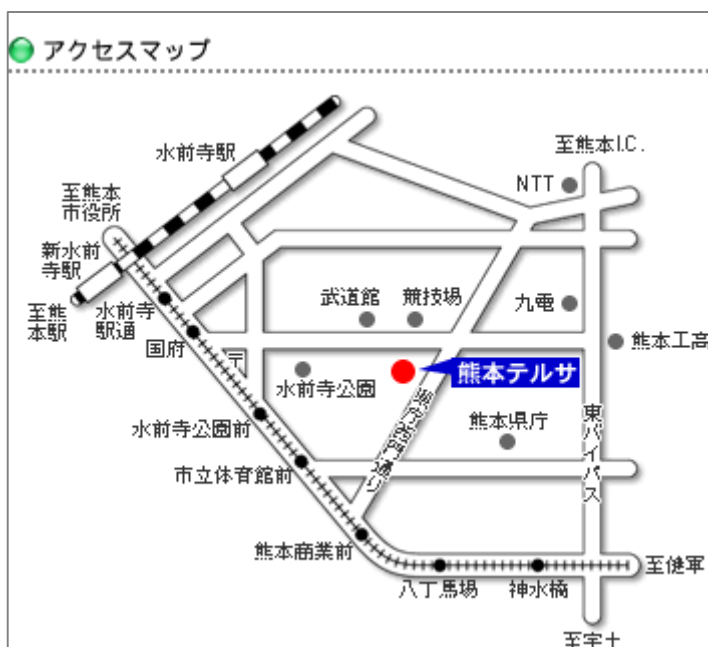 アクセスマップ
水前寺駅
至熊本I.C.
NTT
至熊本
市役所
新水前
寺駅
至熊
本駅
水前寺
駅通
国府
〒
武道館
競技場
九電
熊本工高
水前寺公園
熊本テルサ
熊本県庁
東バイパス
水前寺公園前
市立体育館前
熊本商業前
八丁馬場
神水橋
至健軍
至宇土